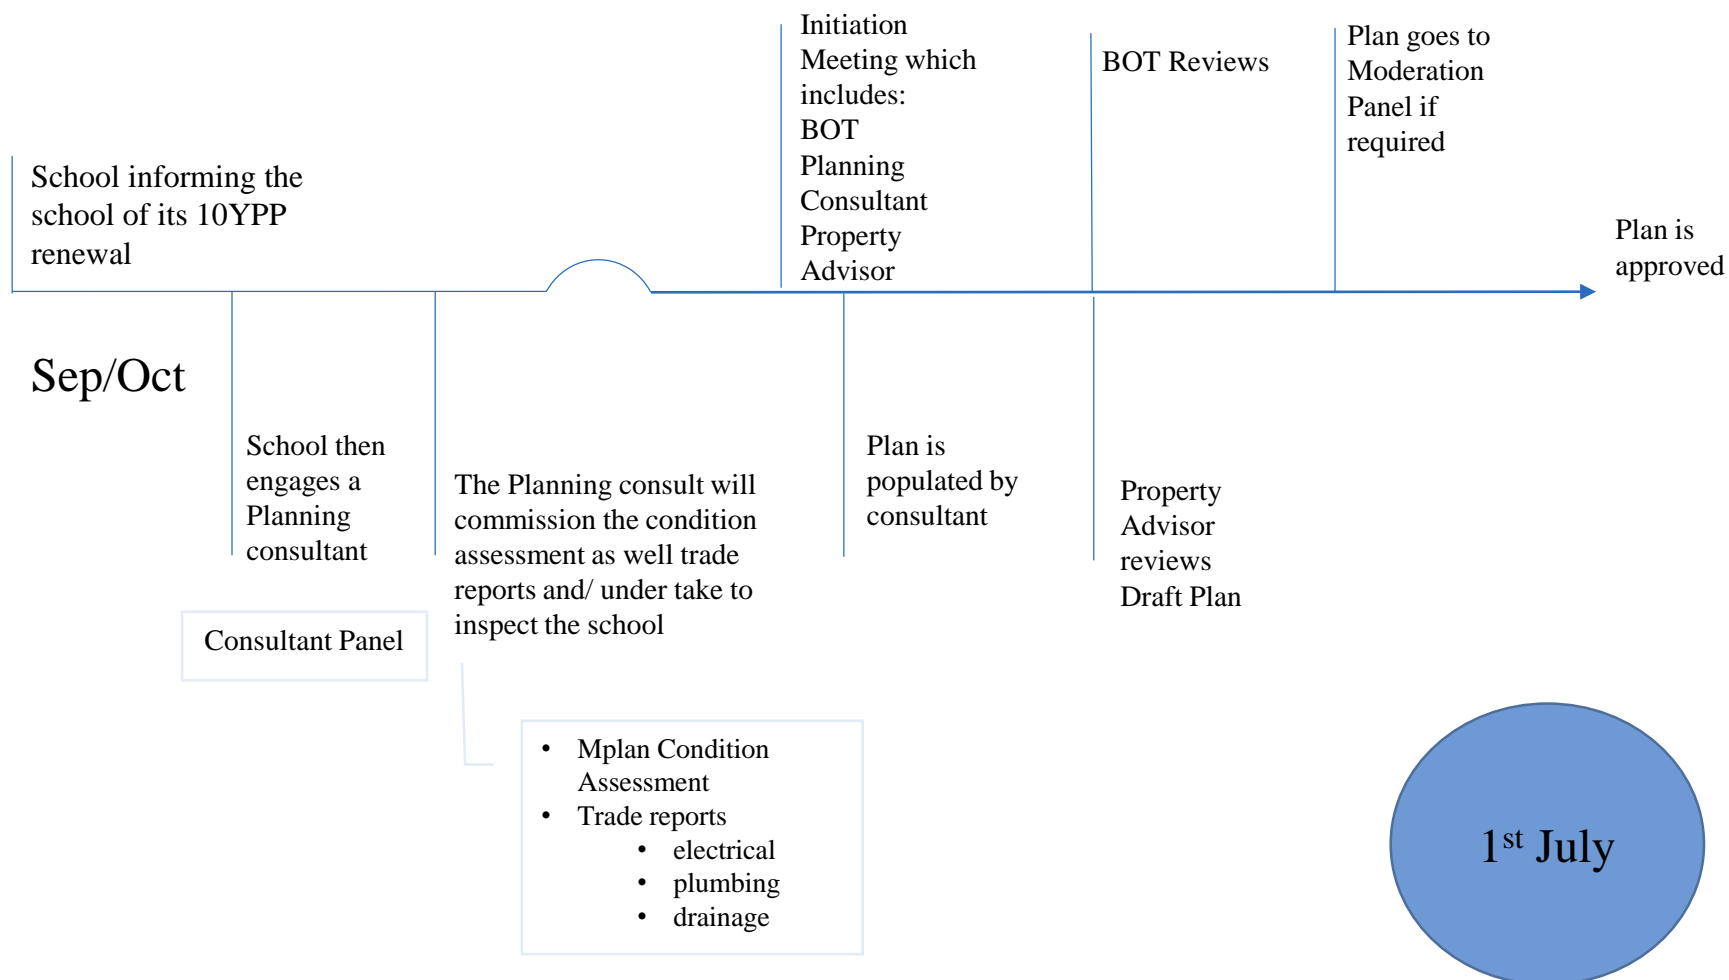 School informing the
school of its 10YPP
renewal
Sep/Oct
School then
engages a
Planning
consultant
Consultant Panel
The Planning consult will
commission the condition
assessment as well trade
reports and/ under take to
inspect the school
• Mplan Condition
Assessment
• Trade reports
• electrical
• plumbing
• drainage
Initiation
Meeting which
includes:
BOT
Planning
Consultant
Property
Advisor
Plan is
populated by
consultant
BOT Reviews
Property
Advisor
reviews
Draft Plan
Plan goes to
Moderation
Panel if
required
Plan is
approved
1st July